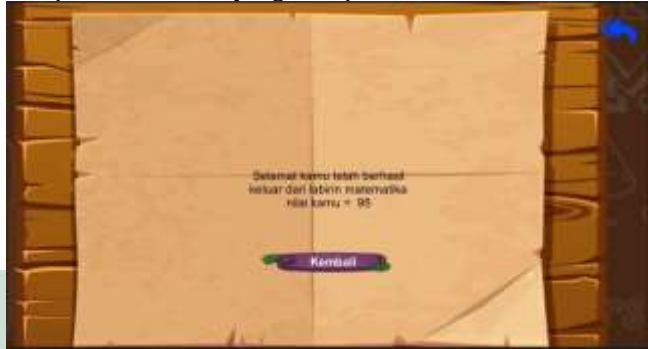 Selamat kamu telah berhasil
keluar dari labirin matematika
nilai kamu = 95
Kembali